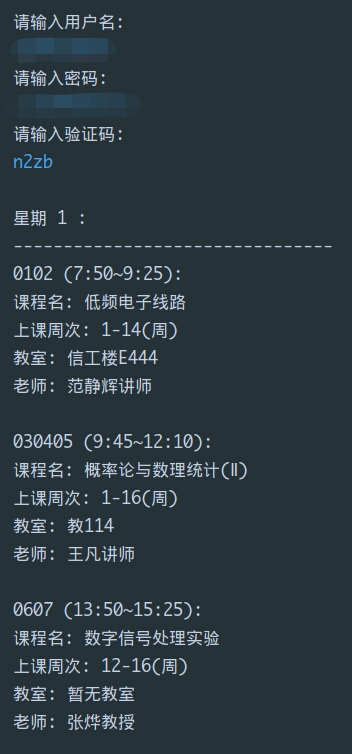 请输入用户名:
请输入密码:
请输入验证码:
n2zb
星期 1 :
--------------------------------
0102 (7:50~9:25):
课程名: 低频电子线路
上课周次: 1-14(周)
教室: 信工楼E444
老师: 范静辉讲师
030405 (9:45~12:10):
课程名: 概率论与数理统计(Ⅱ)
上课周次: 1-16(周)
教室: 教114
老师: 王凡讲师
0607 (13:50~15:25):
课程名: 数字信号处理实验
上课周次: 12-16(周)
教室: 暂无教室
老师: 张烨教授